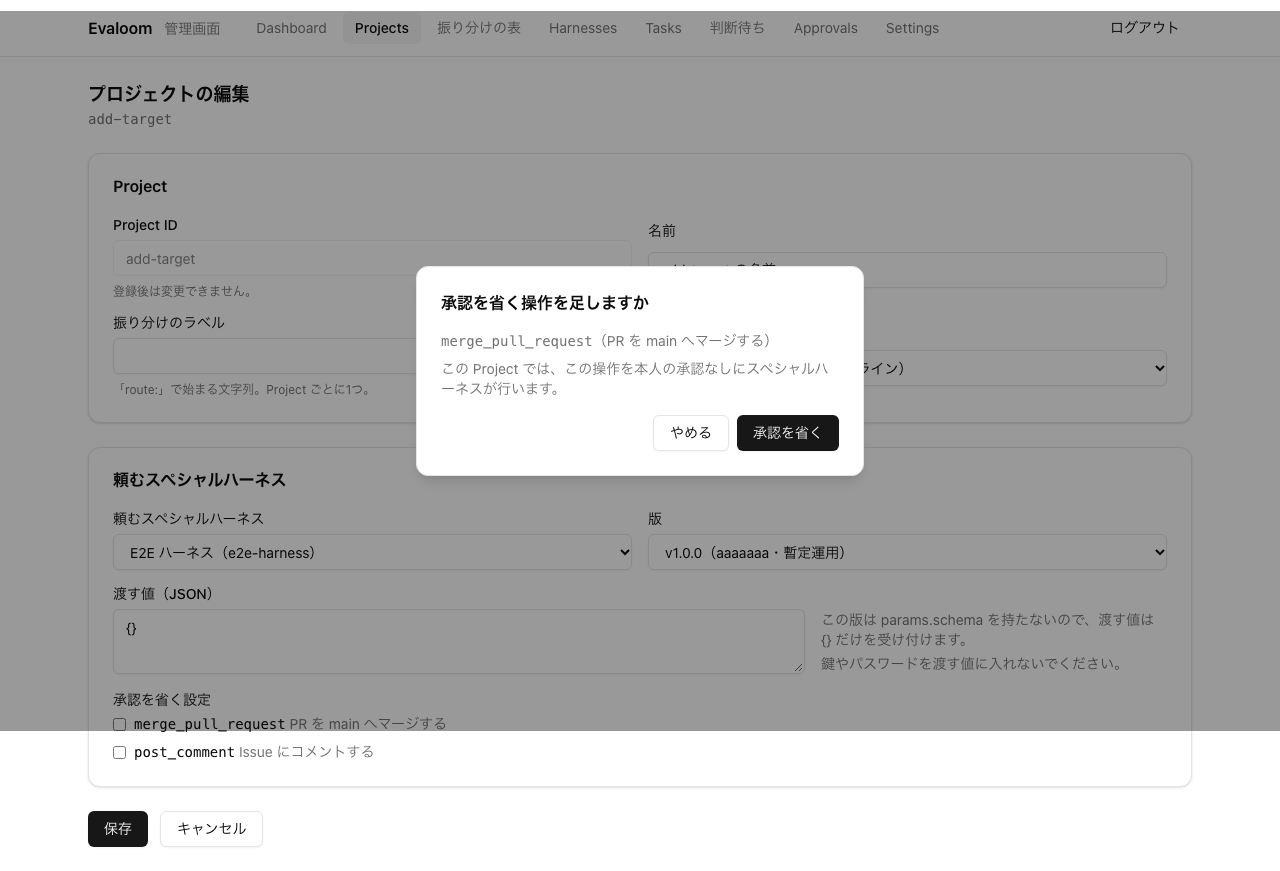 Evaloom 管理画面 Dashboard Projects 振り分けの表 Harnesses Tasks 判断待ち Approvals Settings ログアウト
プロジェクトの編集
add-target
Project
Project ID
名前
add-target
登録後は変更できません。
振り分けのラベル
「route:」で始まる文字列。Project ごとに1つ。
承認を省く操作を足しますか
merge_pull_request（PR を main へマージする）
この Project では、この操作を本人の承認なしにスペシャルハ
ーネスが行います。
やめる 承認を省く
頼むスペシャルハーネス
頼むスペシャルハーネス
版
E2E ハーネス（e2e-harness）
v1.0.0（aaaaaaa・暫定運用）
渡す値（JSON）
{}
この版は params.schema を持たないので、渡す値は
{} だけを受け付けます。
鍵やパスワードを渡す値に入れないでください。
承認を省く設定
merge_pull_request PR を main へマージする
post_comment Issue にコメントする
保存 キャンセル